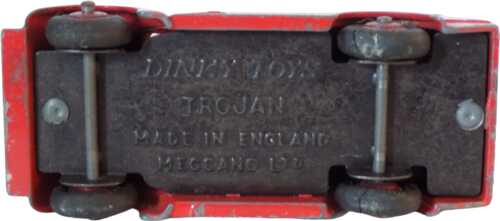 DINKY TOYS
TROJAN
MADE IN ENGLAND
MECCANO LTD